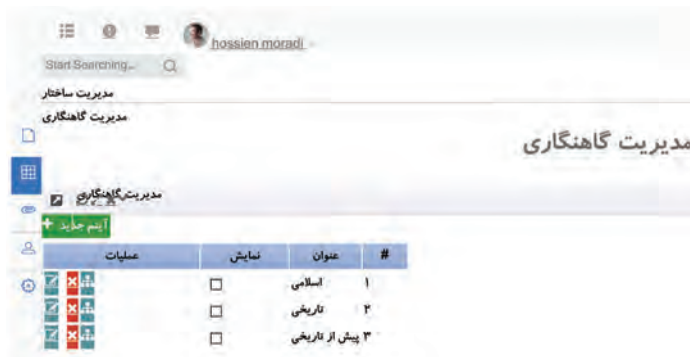 hossien moradi
Start Searching...
مدیریت ساختار
مدیریت گاهنگاری
مدیریت گاهنگاری
مدیریت گاهنگاری
آیتم جدید +
# عنوان نمایش عملیات
۱ اسلامی
۲ تاریخی
۳ پیش از تاریخی